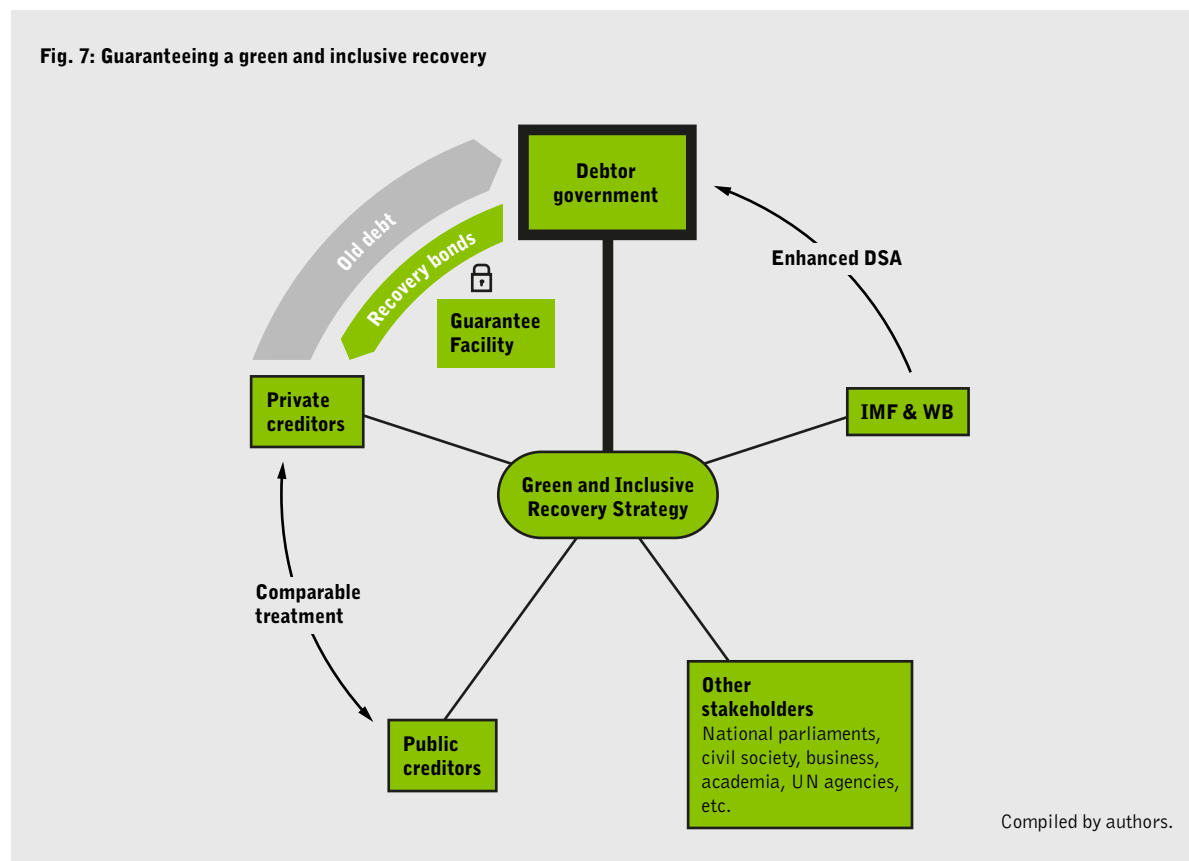 Fig. 7: Guaranteeing a green and inclusive recovery
Debtor
government
Old debt
Recovery bonds
Guarantee
Facility
Enhanced DSA
Private
creditors
IMF & WB
Green and Inclusive
Recovery Strategy
Comparable
treatment
Public
creditors
Other
stakeholders
National parliaments,
civil society, business,
academia, UN agencies,
etc.
Compiled by authors.